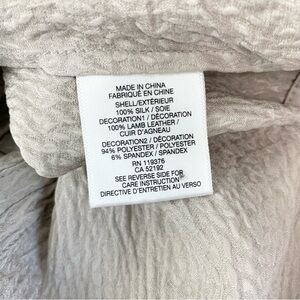 MADE IN CHINA
FABRIQUÉ EN CHINE
SHELL/EXTÉRIEUR
100% SILK / SOIE
DECORATION1 / DÉCORATION
100% LAMB LEATHER /
CUIR D'AGNEAU
DECORATION2 / DÉCORATION
94% POLYESTER / POLYESTER
6% SPANDEX / SPANDEX
RN 119376
CA 52192
SEE REVERSE SIDE FOR
CARE INSTRUCTION
DIRECTIVE D'ENTRETIEN AU VERSO